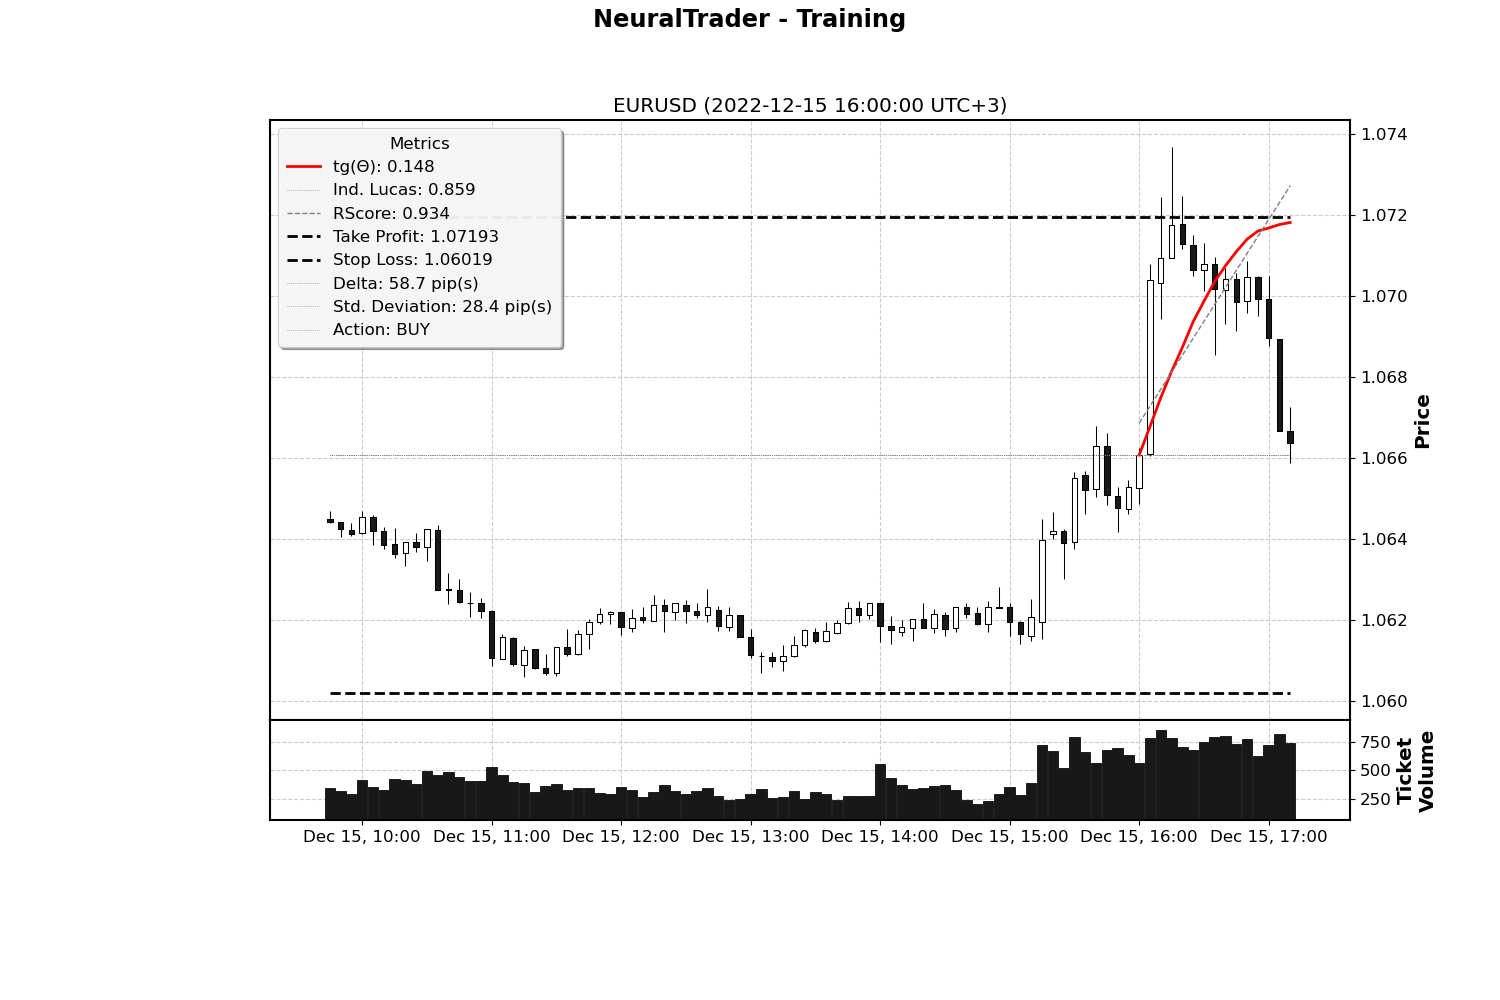 NeuralTrader - Training
EURUSD (2022-12-15 16:00:00 UTC+3)
Metrics
tg(Θ): 0.148
Ind. Lucas: 0.859
RScore: 0.934
Take Profit: 1.07193
Stop Loss: 1.06019
Delta: 58.7 pip(s)
Std. Deviation: 28.4 pip(s)
Action: BUY
1.074
1.072
1.070
1.068
1.066
1.064
1.062
1.060
Price
750
500
250
Ticket
Volume
Dec 15, 10:00 Dec 15, 11:00 Dec 15, 12:00 Dec 15, 13:00 Dec 15, 14:00 Dec 15, 15:00 Dec 15, 16:00 Dec 15, 17:00